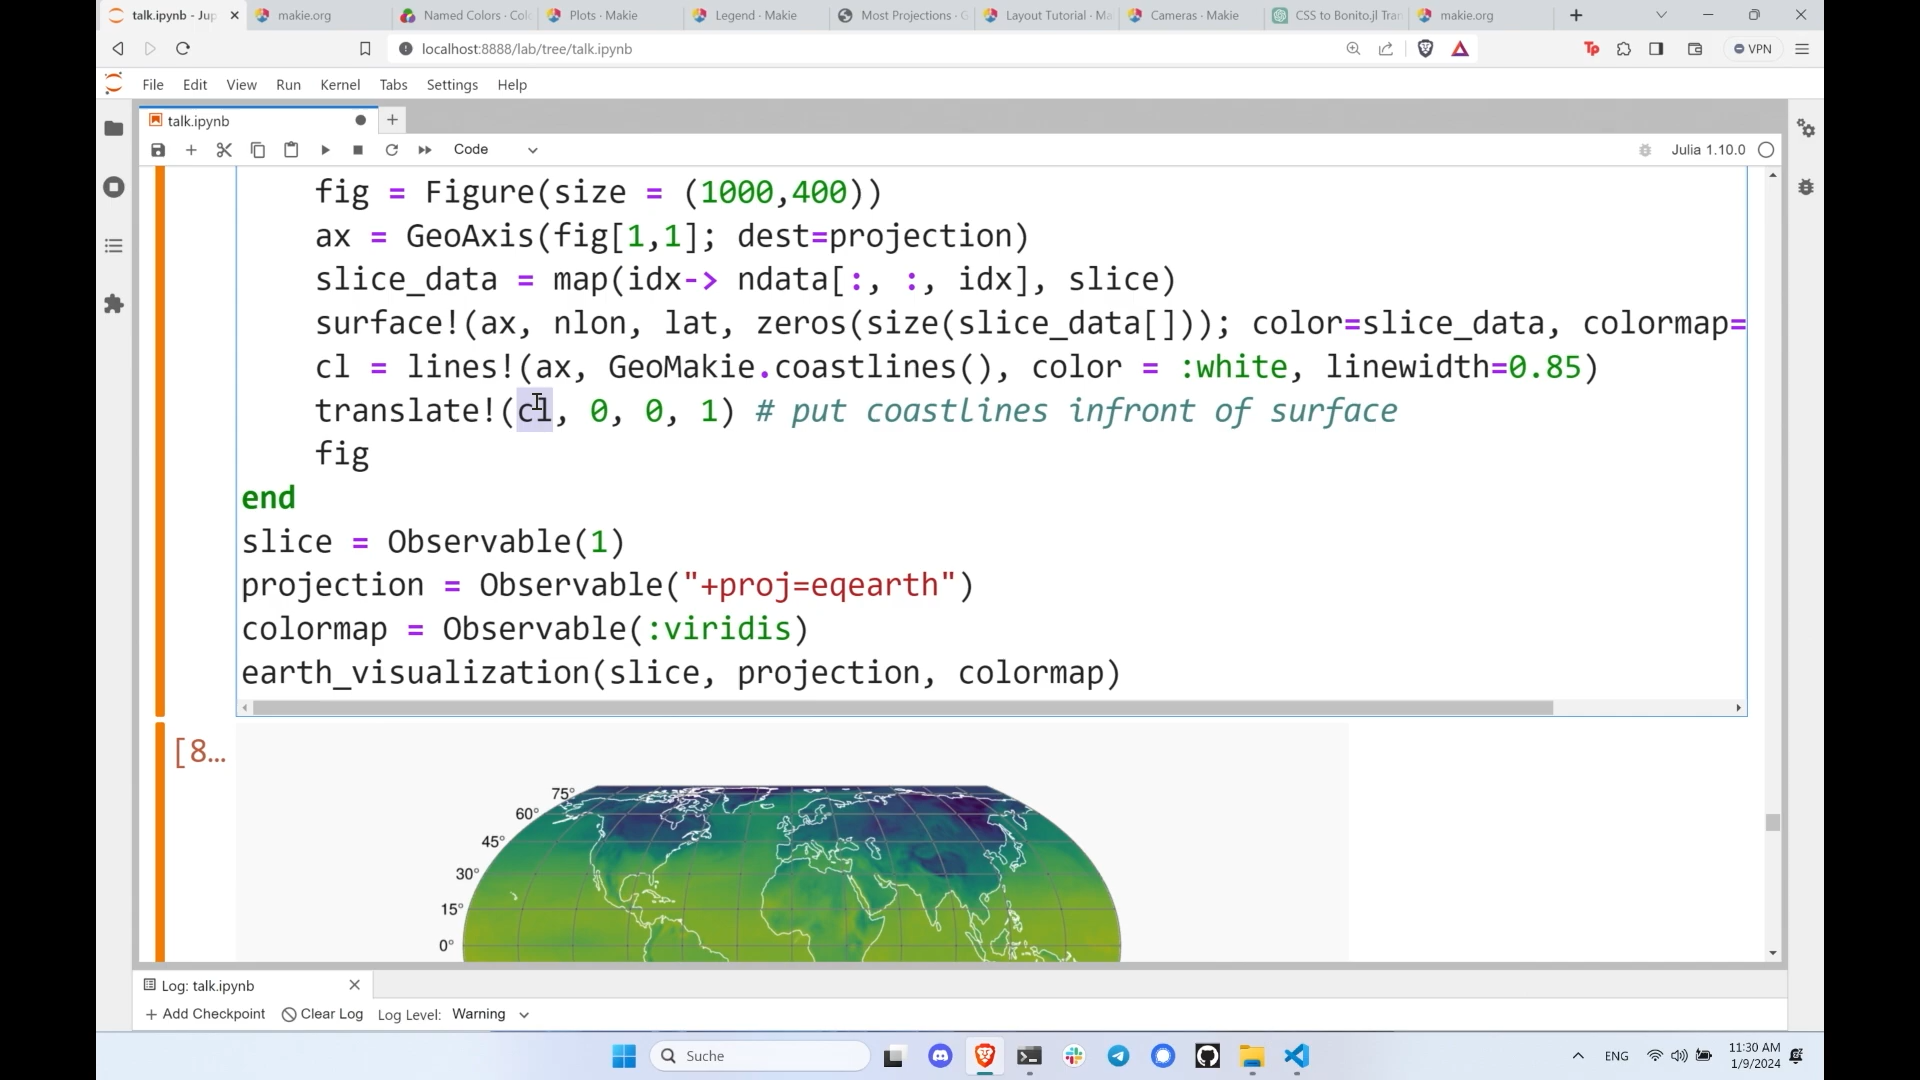 talk.ipynb - Jup
makie.org
Named Colors · Col
Plots · Makie
Legend · Makie
Most Projections · G
Layout Tutorial · Ma
Cameras · Makie
CSS to Bonito.jl Tran
makie.org
localhost:8888/lab/tree/talk.ipynb
Tp
VPN
File Edit View Run Kernel Tabs Settings Help
talk.ipynb
Code
Julia 1.10.0
fig = Figure(size = (1000,400))
ax = GeoAxis(fig[1,1]; dest=projection)
slice_data = map(idx-> ndata[:, :, idx], slice)
surface!(ax, nlon, lat, zeros(size(slice_data[])); color=slice_data, colormap=
cl = lines!(ax, GeoMakie.coastlines(), color = :white, linewidth=0.85)
translate!(cl, 0, 0, 1) # put coastlines infront of surface
fig
end
slice = Observable(1)
projection = Observable("+proj=eqearth")
colormap = Observable(:viridis)
earth_visualization(slice, projection, colormap)
[8…
75°
60°
45°
30°
15°
0°
Log: talk.ipynb
+ Add Checkpoint Clear Log Log Level: Warning
Suche
ENG
11:30 AM
1/9/2024